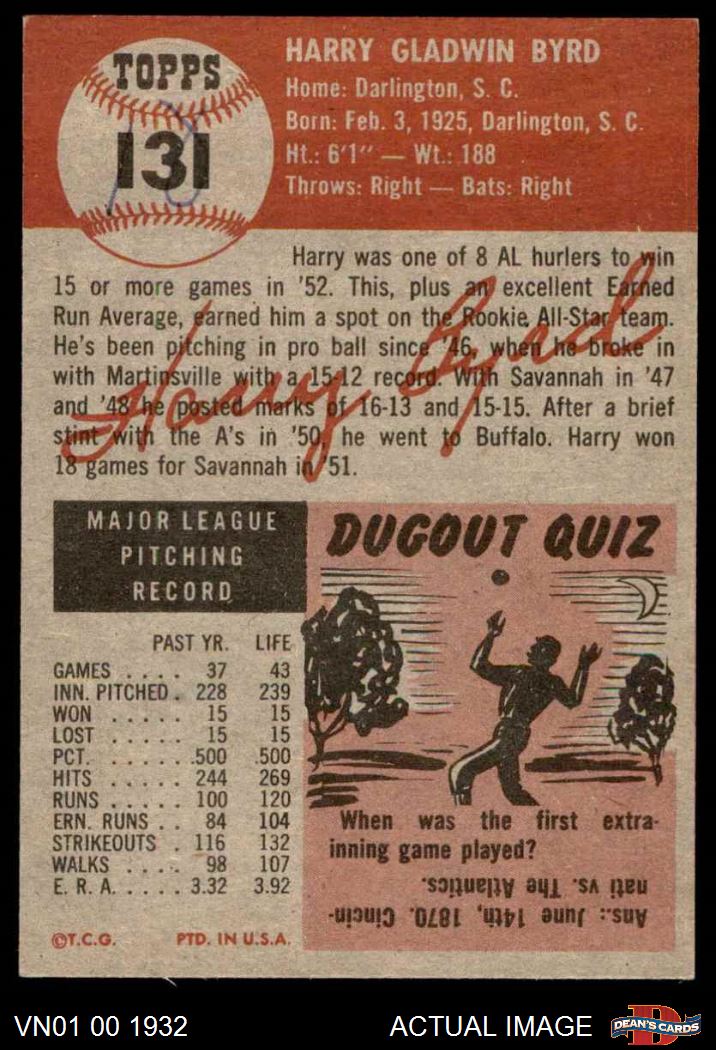 TOPPS
131
HARRY GLADWIN BYRD
Home: Darlington, S. C.
Born: Feb. 3, 1925, Darlington, S. C.
Ht.: 6'1" — Wt.: 188
Throws: Right — Bats: Right
Harry was one of 8 AL hurlers to win
15 or more games in '52. This, plus an excellent Earned
Run Average, earned him a spot on the Rookie All-Star team.
He's been pitching in pro ball since '46, when he broke in
with Martinsville with a 15-12 record. With Savannah in '47
and '48 he posted marks of 16-13 and 15-15. After a brief
stint with the A's in '50, he went to Buffalo. Harry won
18 games for Savannah in '51.
Harry Byrd
MAJOR LEAGUE
PITCHING
RECORD
PAST YR. LIFE
GAMES .... 37 43
INN. PITCHED . 228 239
WON ..... 15 15
LOST ..... 15 15
PCT. ..... .500 .500
HITS ..... 244 269
RUNS ..... 100 120
ERN. RUNS .. 84 104
STRIKEOUTS . 116 132
WALKS .... 98 107
E. R. A. ..... 3.32 3.92
©T.C.G. PTD. IN U.S.A.
DUGOUT QUIZ
When was the first extra-
inning game played?
Ans.: June 14th, 1870. Cincin-
nati vs. The Atlantics.
VN01 00 1932
ACTUAL IMAGE
D
DEAN'S CARDS